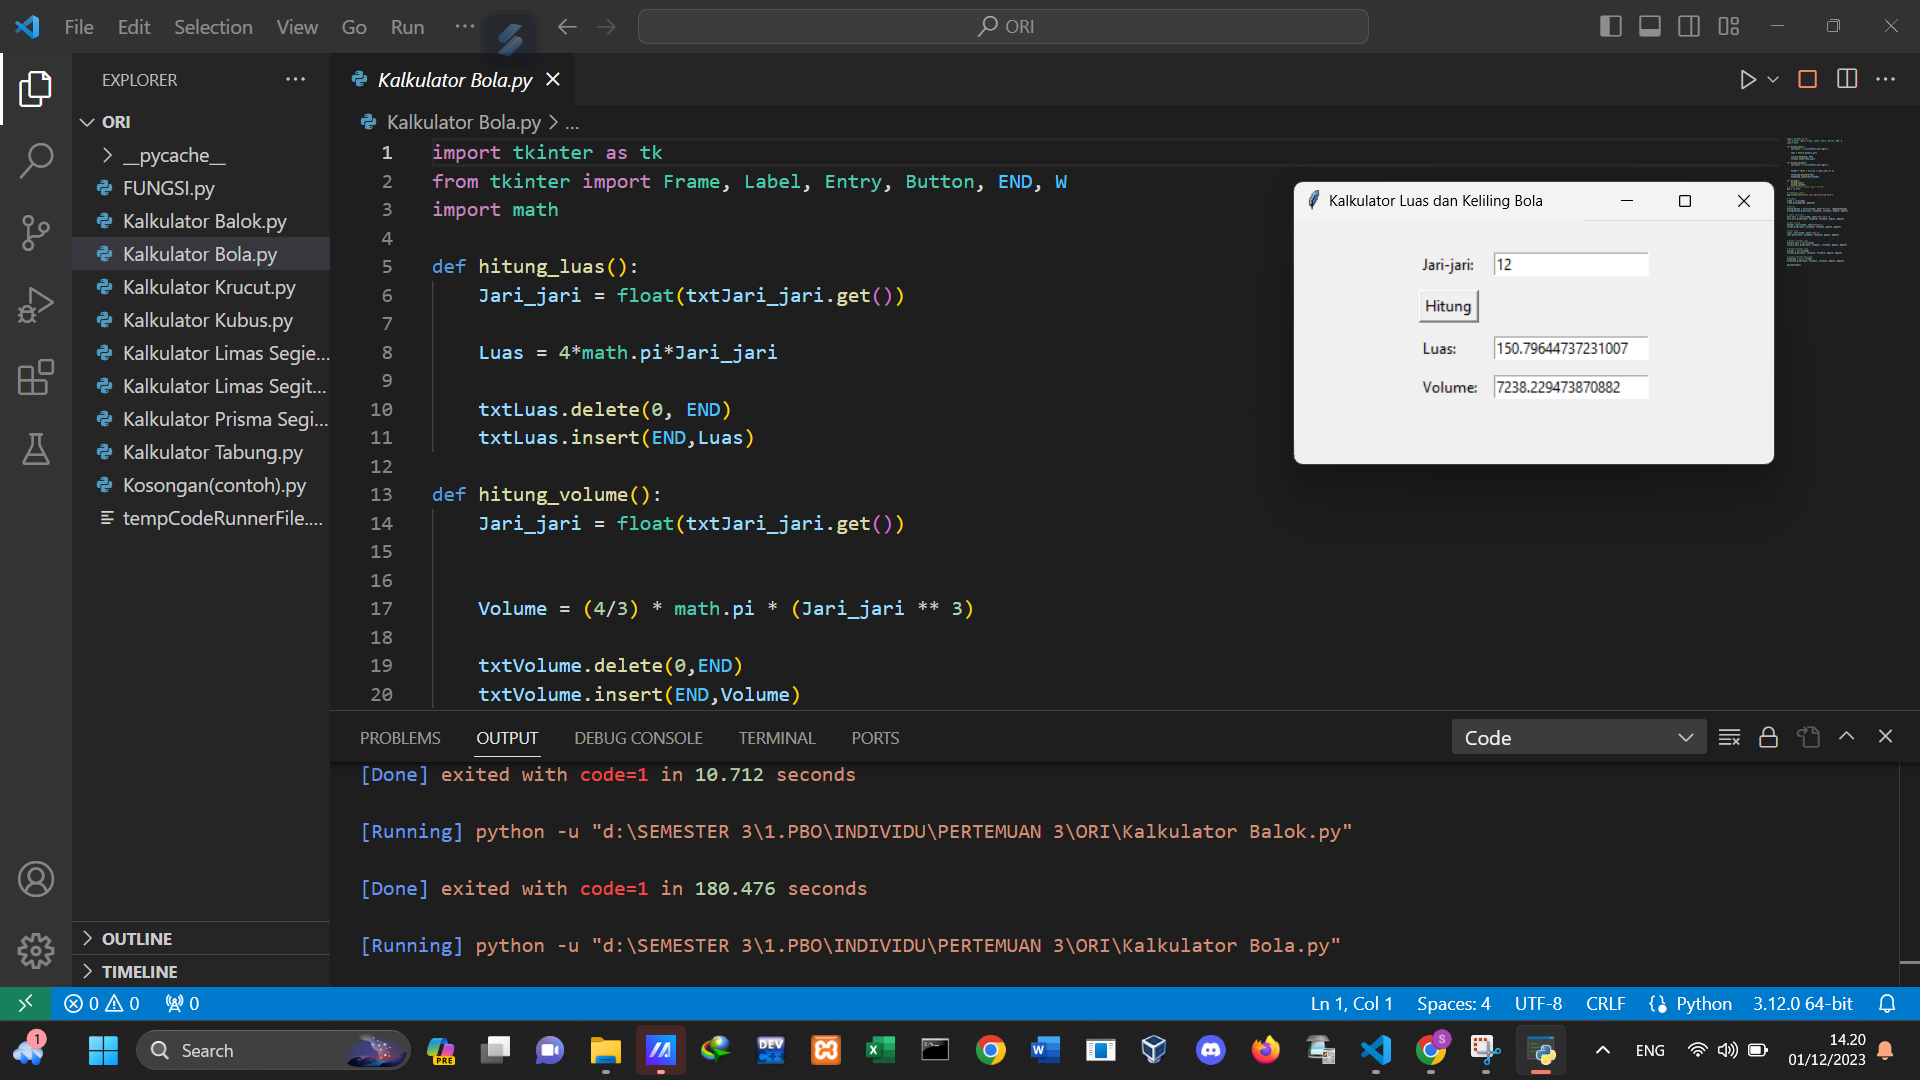 File Edit Selection View Go Run ... ORI
EXPLORER ...
ORI
__pycache__
FUNGSI.py
Kalkulator Balok.py
Kalkulator Bola.py
Kalkulator Krucut.py
Kalkulator Kubus.py
Kalkulator Limas Segie...
Kalkulator Limas Segit...
Kalkulator Prisma Segi...
Kalkulator Tabung.py
Kosongan(contoh).py
tempCodeRunnerFile....
OUTLINE
TIMELINE
Kalkulator Bola.py
Kalkulator Bola.py > ...
1 import tkinter as tk
2 from tkinter import Frame, Label, Entry, Button, END, W
3 import math
4
5 def hitung_luas():
6 Jari_jari = float(txtJari_jari.get())
7
8 Luas = 4*math.pi*Jari_jari
9
10 txtLuas.delete(0, END)
11 txtLuas.insert(END,Luas)
12
13 def hitung_volume():
14 Jari_jari = float(txtJari_jari.get())
15
16
17 Volume = (4/3) * math.pi * (Jari_jari ** 3)
18
19 txtVolume.delete(0,END)
20 txtVolume.insert(END,Volume)
Kalkulator Luas dan Keliling Bola
Jari-jari: 12
Hitung
Luas: 150.79644737231007
Volume: 7238.229473870882
PROBLEMS OUTPUT DEBUG CONSOLE TERMINAL PORTS Code
[Done] exited with code=1 in 10.712 seconds
[Running] python -u "d:\SEMESTER 3\1.PBO\INDIVIDU\PERTEMUAN 3\ORI\Kalkulator Balok.py"
[Done] exited with code=1 in 180.476 seconds
[Running] python -u "d:\SEMESTER 3\1.PBO\INDIVIDU\PERTEMUAN 3\ORI\Kalkulator Bola.py"
0 0 0 Ln 1, Col 1 Spaces: 4 UTF-8 CRLF Python 3.12.0 64-bit
1 Search PRE DEV C++ S ENG 14.20
01/12/2023